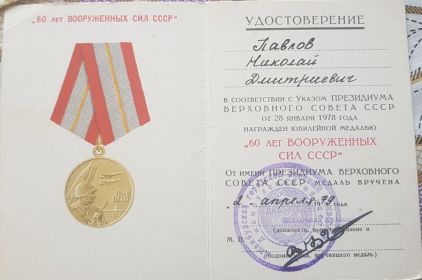 "60 лет ВООРУЖЕННЫХ СИЛ СССР"
1918
1978
УДОСТОВЕРЕНИЕ
Павлов
Николай
Дмитриевич
В СООТВЕТСТВИИ С УКАЗОМ ПРЕЗИДИУМА
ВЕРХОВНОГО СОВЕТА СССР
ОТ 28 ЯНВАРЯ 1978 ГОДА
НАГРАЖДЕН ЮБИЛЕЙНОЙ МЕДАЛЬЮ
"60 ЛЕТ ВООРУЖЕННЫХ
СИЛ СССР"
ОТ ИМЕНИ ПРЕЗИДИУМА ВЕРХОВНОГО
СОВЕТА СССР МЕДАЛЬ ВРУЧЕНА
2 апреля 79 г.
М. П.